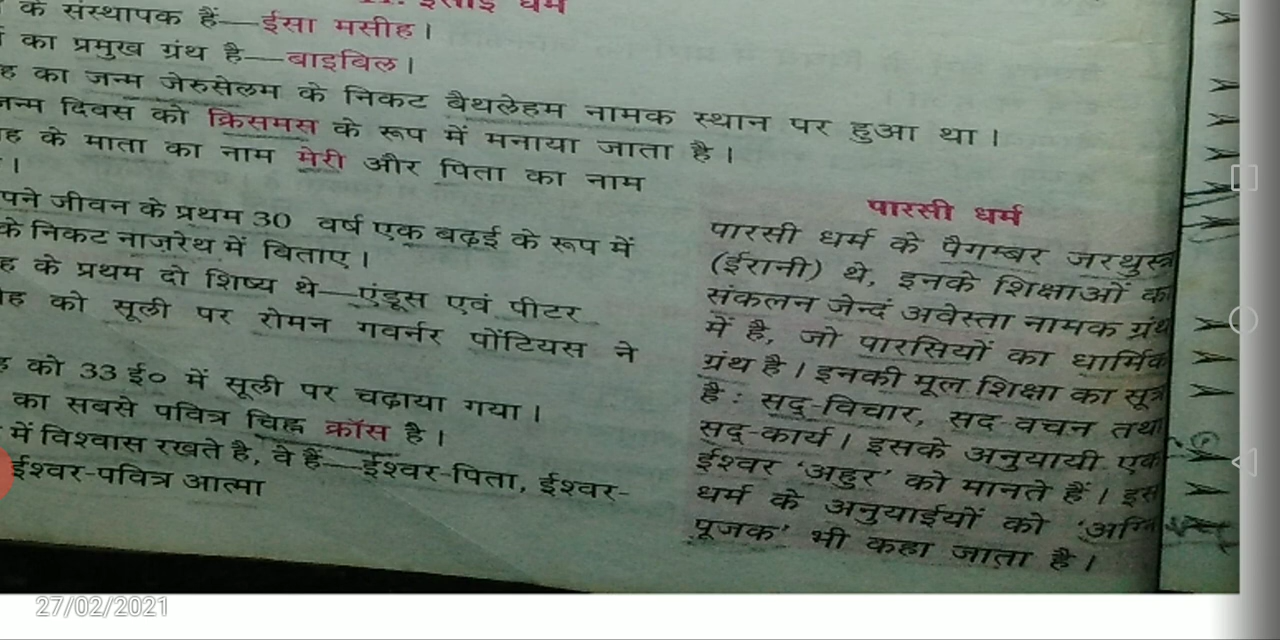 ईसाई धर्म
के संस्थापक हैं—ईसा मसीह।
का प्रमुख ग्रंथ है—बाइबिल।
ह का जन्म जेरुसेलम के निकट बैथलेहम नामक स्थान पर हुआ था।
जन्म दिवस को क्रिसमस के रूप में मनाया जाता है।
ह के माता का नाम मेरी और पिता का नाम
।
पने जीवन के प्रथम 30 वर्ष एक बढ़ई के रूप में
के निकट नाज़रेथ में बिताए।
ह के प्रथम दो शिष्य थे—एंड्रूस एवं पीटर
ह को सूली पर रोमन गवर्नर पोंटियस ने
ह को 33 ई० में सूली पर चढ़ाया गया।
का सबसे पवित्र चिह्न क्रॉस है।
में विश्वास रखते है, वे हैं—ईश्वर-पिता, ईश्वर-
ईश्वर-पवित्र आत्मा
पारसी धर्म
पारसी धर्म के पैगम्बर जरथुस्त्र
(ईरानी) थे, इनके शिक्षाओं का
संकलन जेन्दं अवेस्ता नामक ग्रंथ
में है, जो पारसियों का धार्मिक
ग्रंथ है। इनकी मूल शिक्षा का सूत्र
है : सद्-विचार, सद-वचन तथा
सद्-कार्य। इसके अनुयायी एक
ईश्वर 'अहुर' को मानते हैं। इस
धर्म के अनुयाईयों को 'अग्नि
पूजक' भी कहा जाता है।
27/02/2021